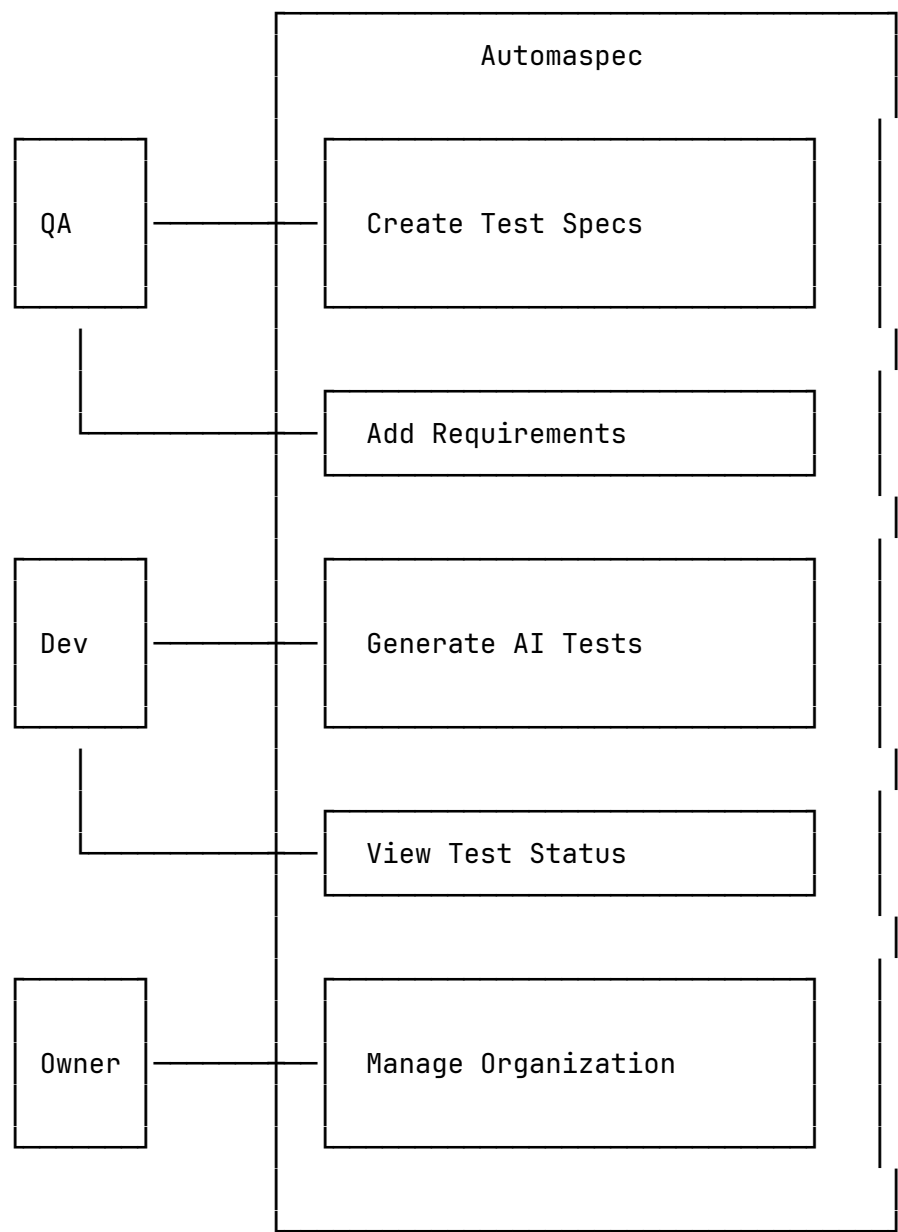 Automaspec
QA
Create Test Specs
Add Requirements
Dev
Generate AI Tests
View Test Status
Owner
Manage Organization